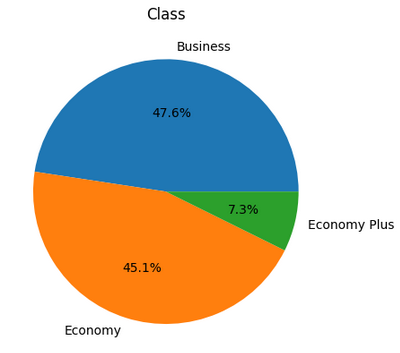 Class
Business
47.6%
7.3%
Economy Plus
45.1%
Economy